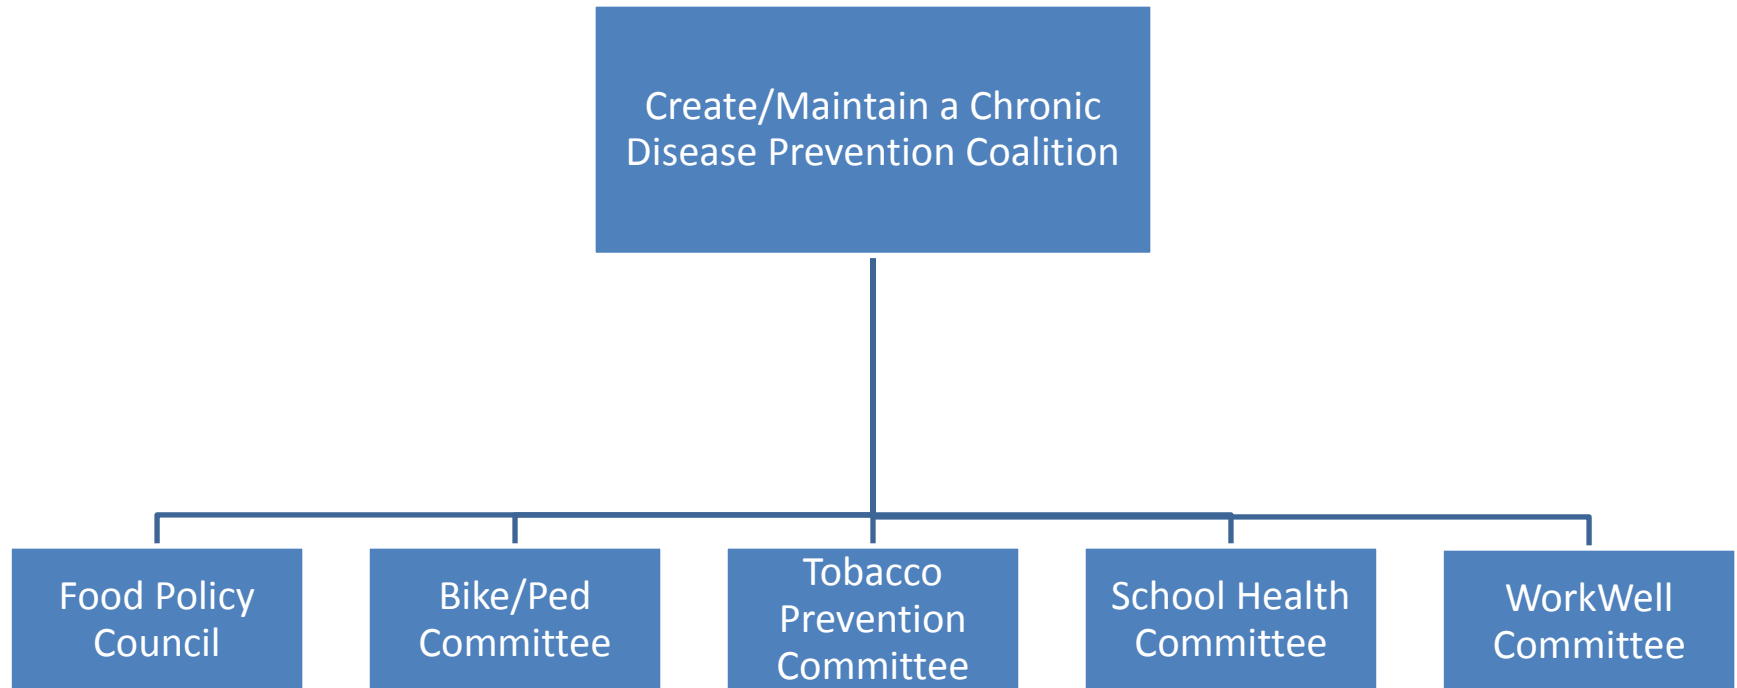 Create/Maintain a Chronic
Disease Prevention Coalition
Food Policy
Council
Bike/Ped
Committee
Tobacco
Prevention
Committee
School Health
Committee
WorkWell
Committee